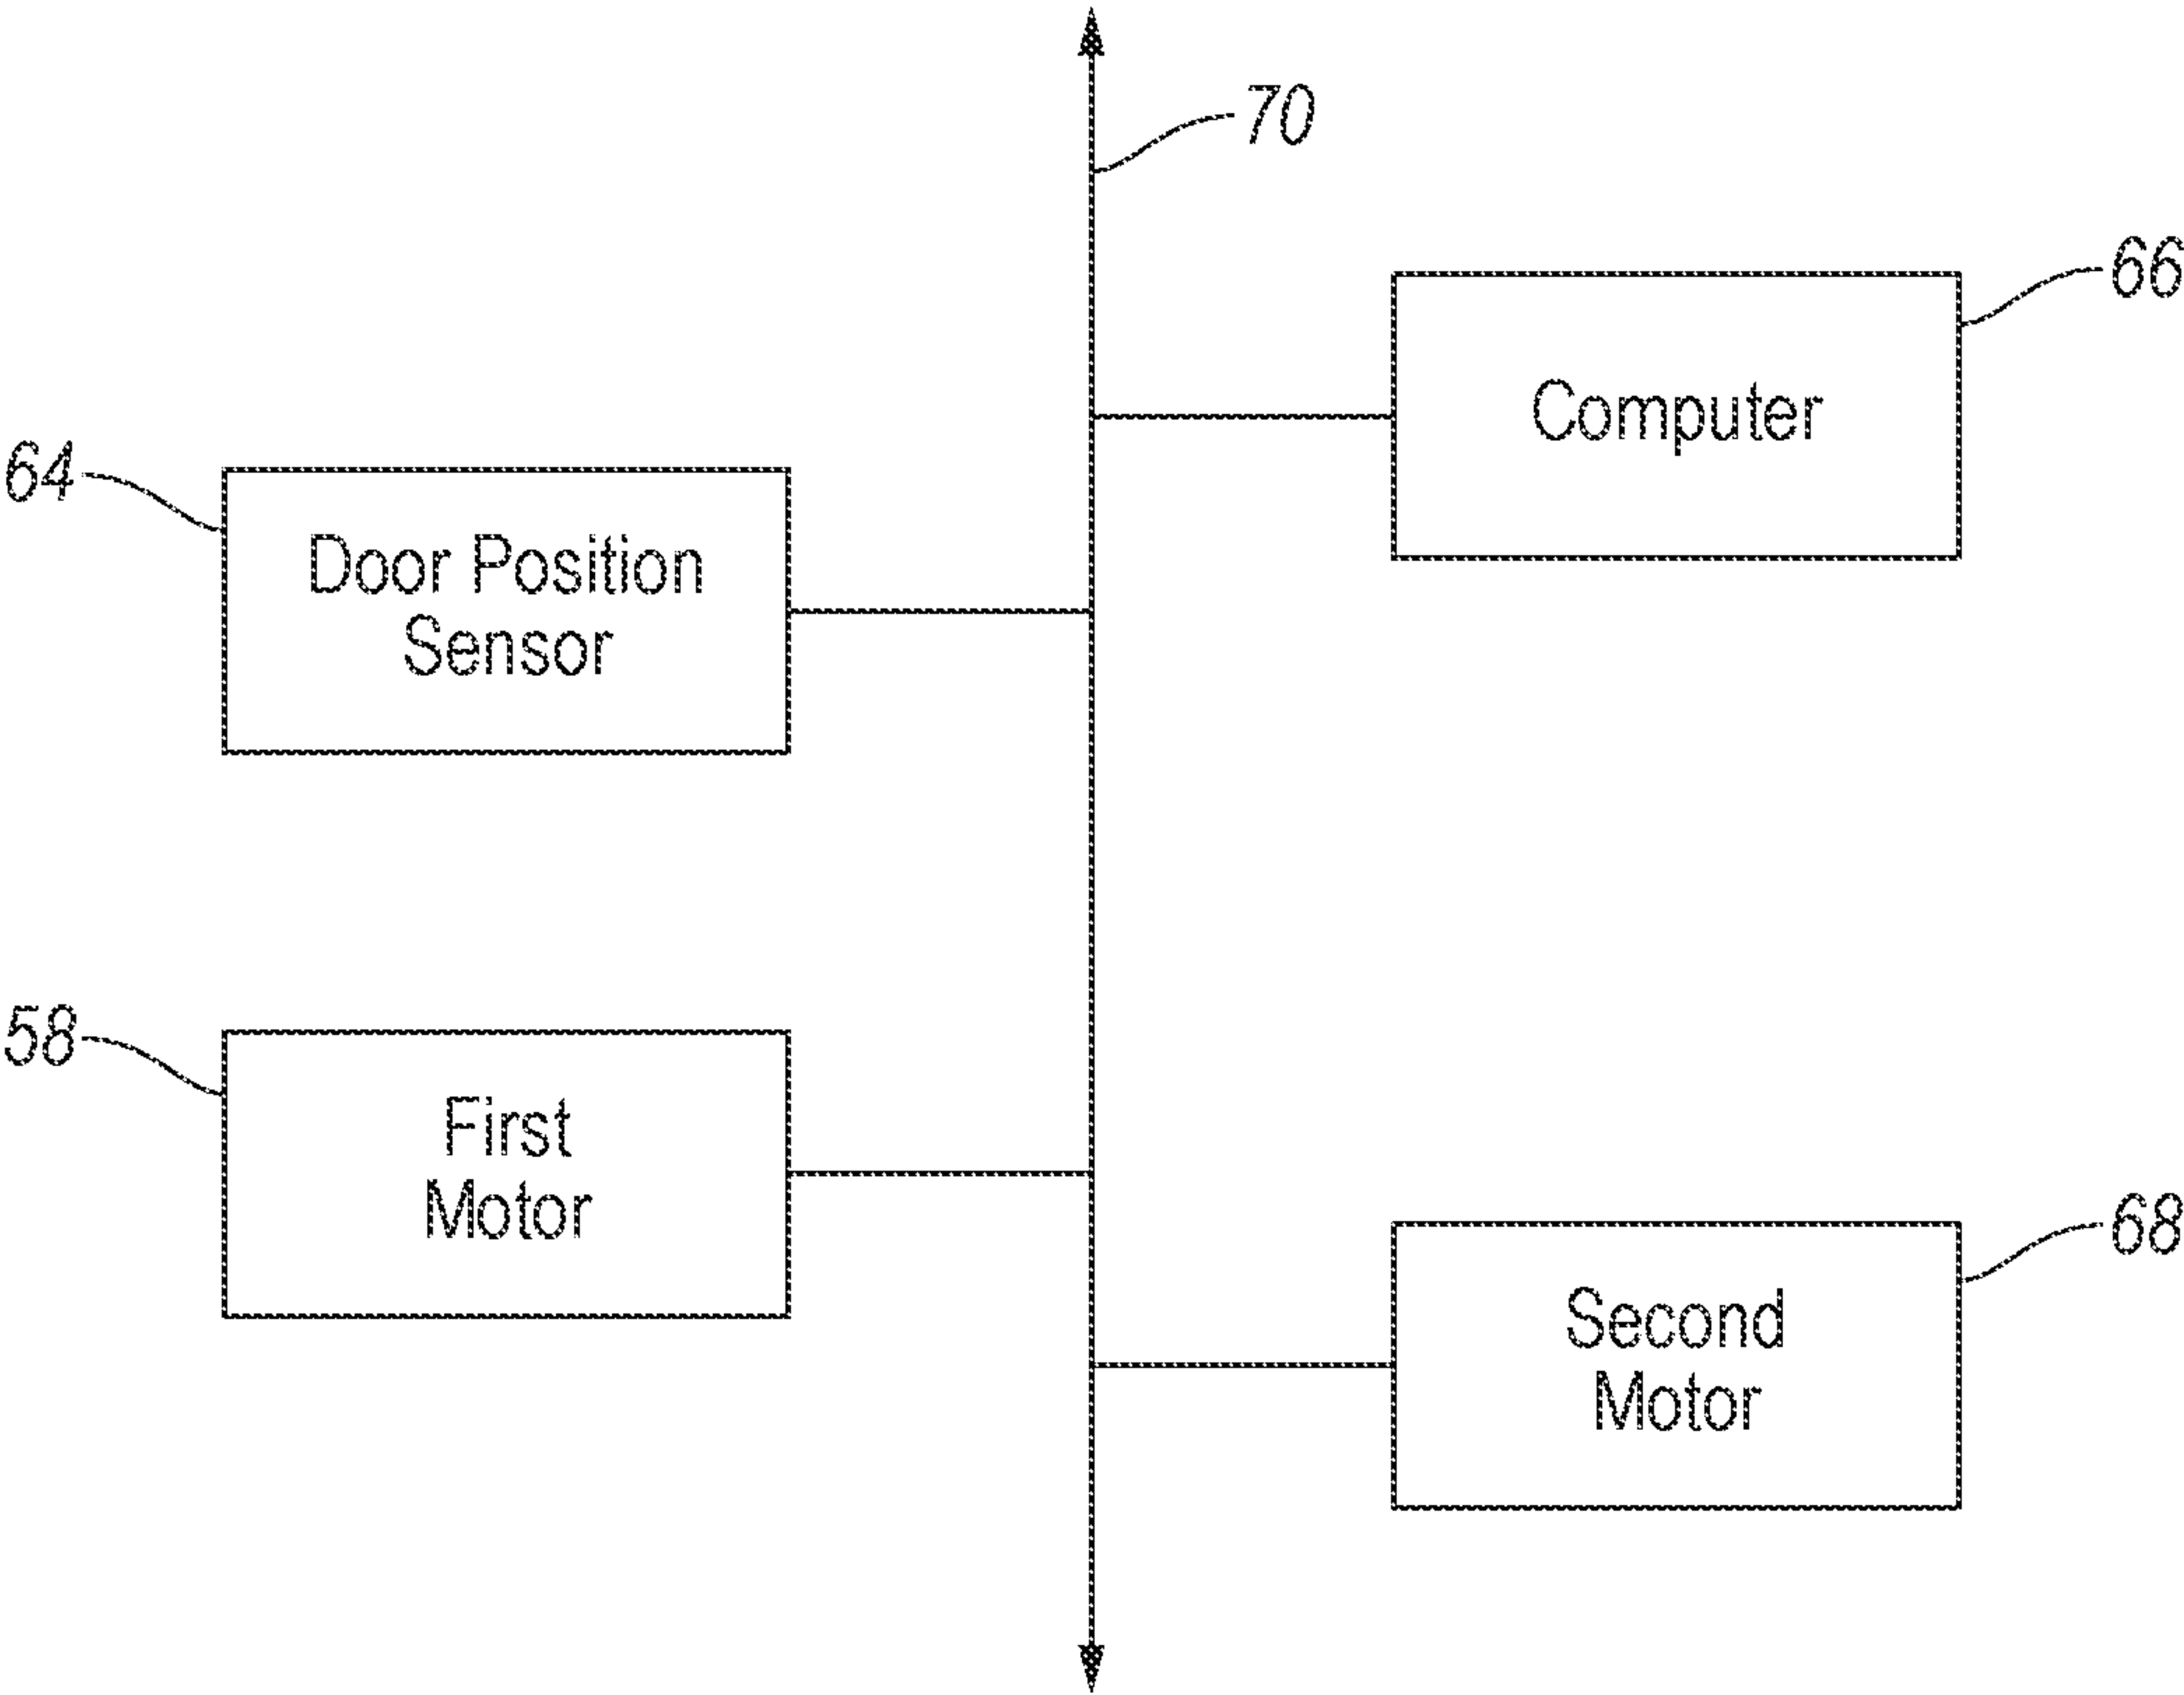 70
66
Computer
64
Door Position
Sensor
58
First
Motor
68
Second
Motor